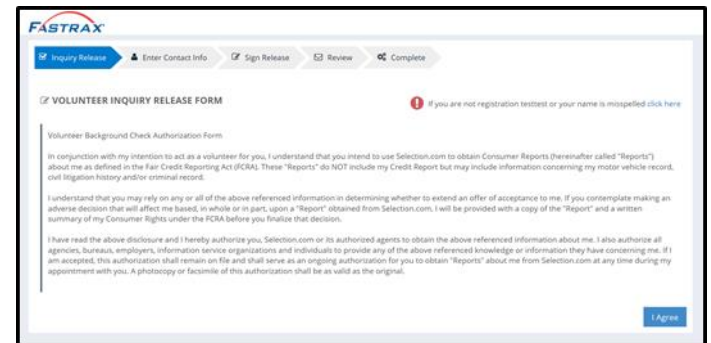 FASTRAX
Inquiry Release
Enter Contact Info
Sign Release
Review
Complete
VOLUNTEER INQUIRY RELEASE FORM
If you are not registration testtest or your name is misspelled click here
Volunteer Background Check Authorization Form
In conjunction with my intention to act as a volunteer for you, I understand that you intend to use Selection.com to obtain Consumer Reports (hereinafter called "Reports")
about me as defined in the Fair Credit Reporting Act (FCRA). These "Reports" do NOT include my Credit Report but may include information concerning my motor vehicle record,
civil litigation history and/or criminal record.
I understand that you may rely on any or all of the above referenced information in determining whether to extend an offer of acceptance to me. If you contemplate making an
adverse decision that will affect me based, in whole or in part, upon a "Report" obtained from Selection.com, I will be provided with a copy of the "Report" and a written
summary of my Consumer Rights under the FCRA before you finalize that decision.
I have read the above disclosure and I hereby authorize you, Selection.com or its authorized agents to obtain the above referenced information about me. I also authorize all
agencies, bureaus, employers, information service organizations and individuals to provide any of the above referenced knowledge or information they have concerning me. If I
am accepted, this authorization shall remain on file and shall serve as an ongoing authorization for you to obtain "Reports" about me from Selection.com at any time during my
appointment with you. A photocopy or facsimile of this authorization shall be as valid as the original.
I Agree